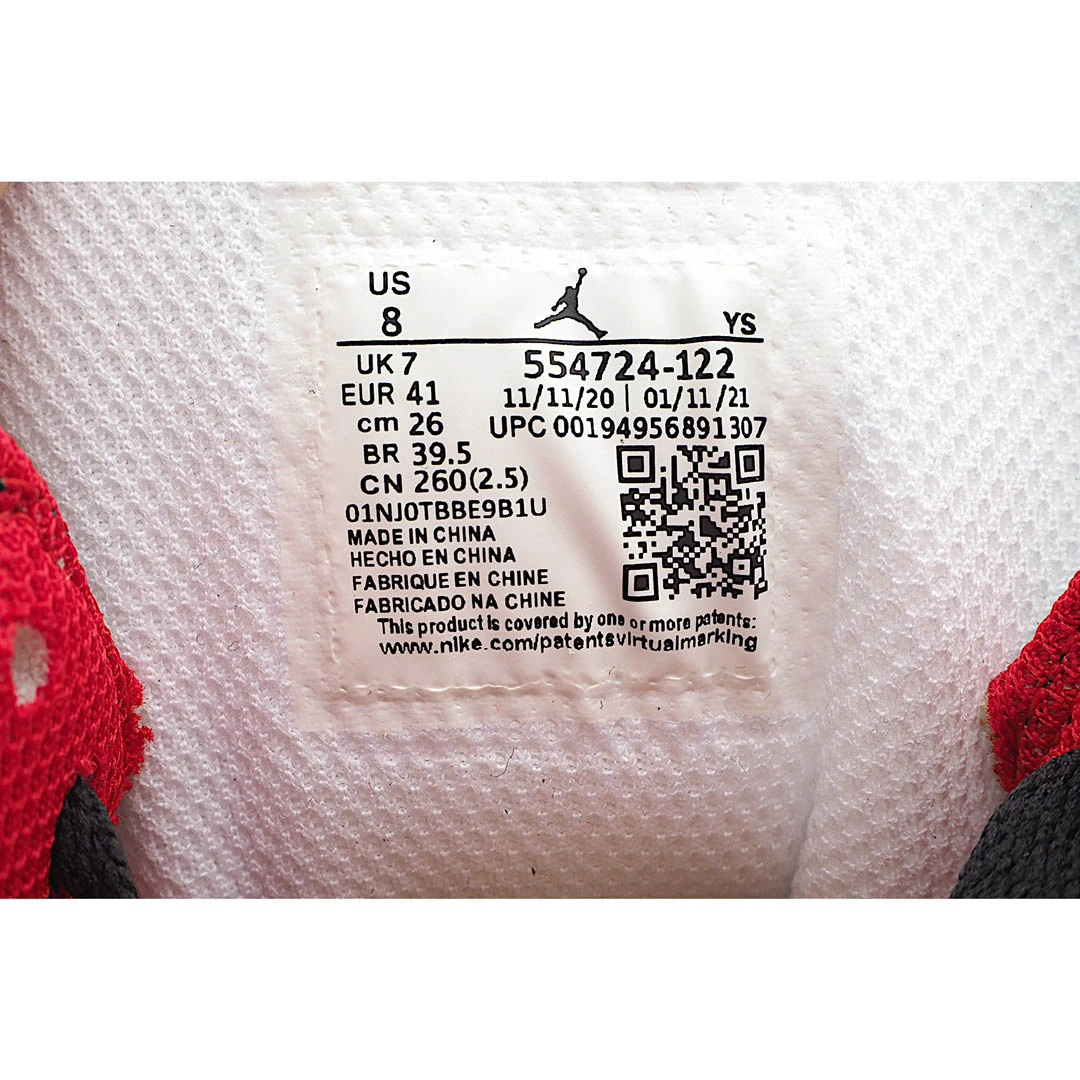 US
8
YS
UK 7
554724-122
EUR 41
11/11/20 | 01/11/21
cm 26
UPC 00194956891307
BR 39.5
CN 260(2.5)
01NJ0TBBE9B1U
MADE IN CHINA
HECHO EN CHINA
FABRIQUE EN CHINE
FABRICADO NA CHINE
This product is covered by one or more patents:
www.nike.com/patentsvirtualmarking